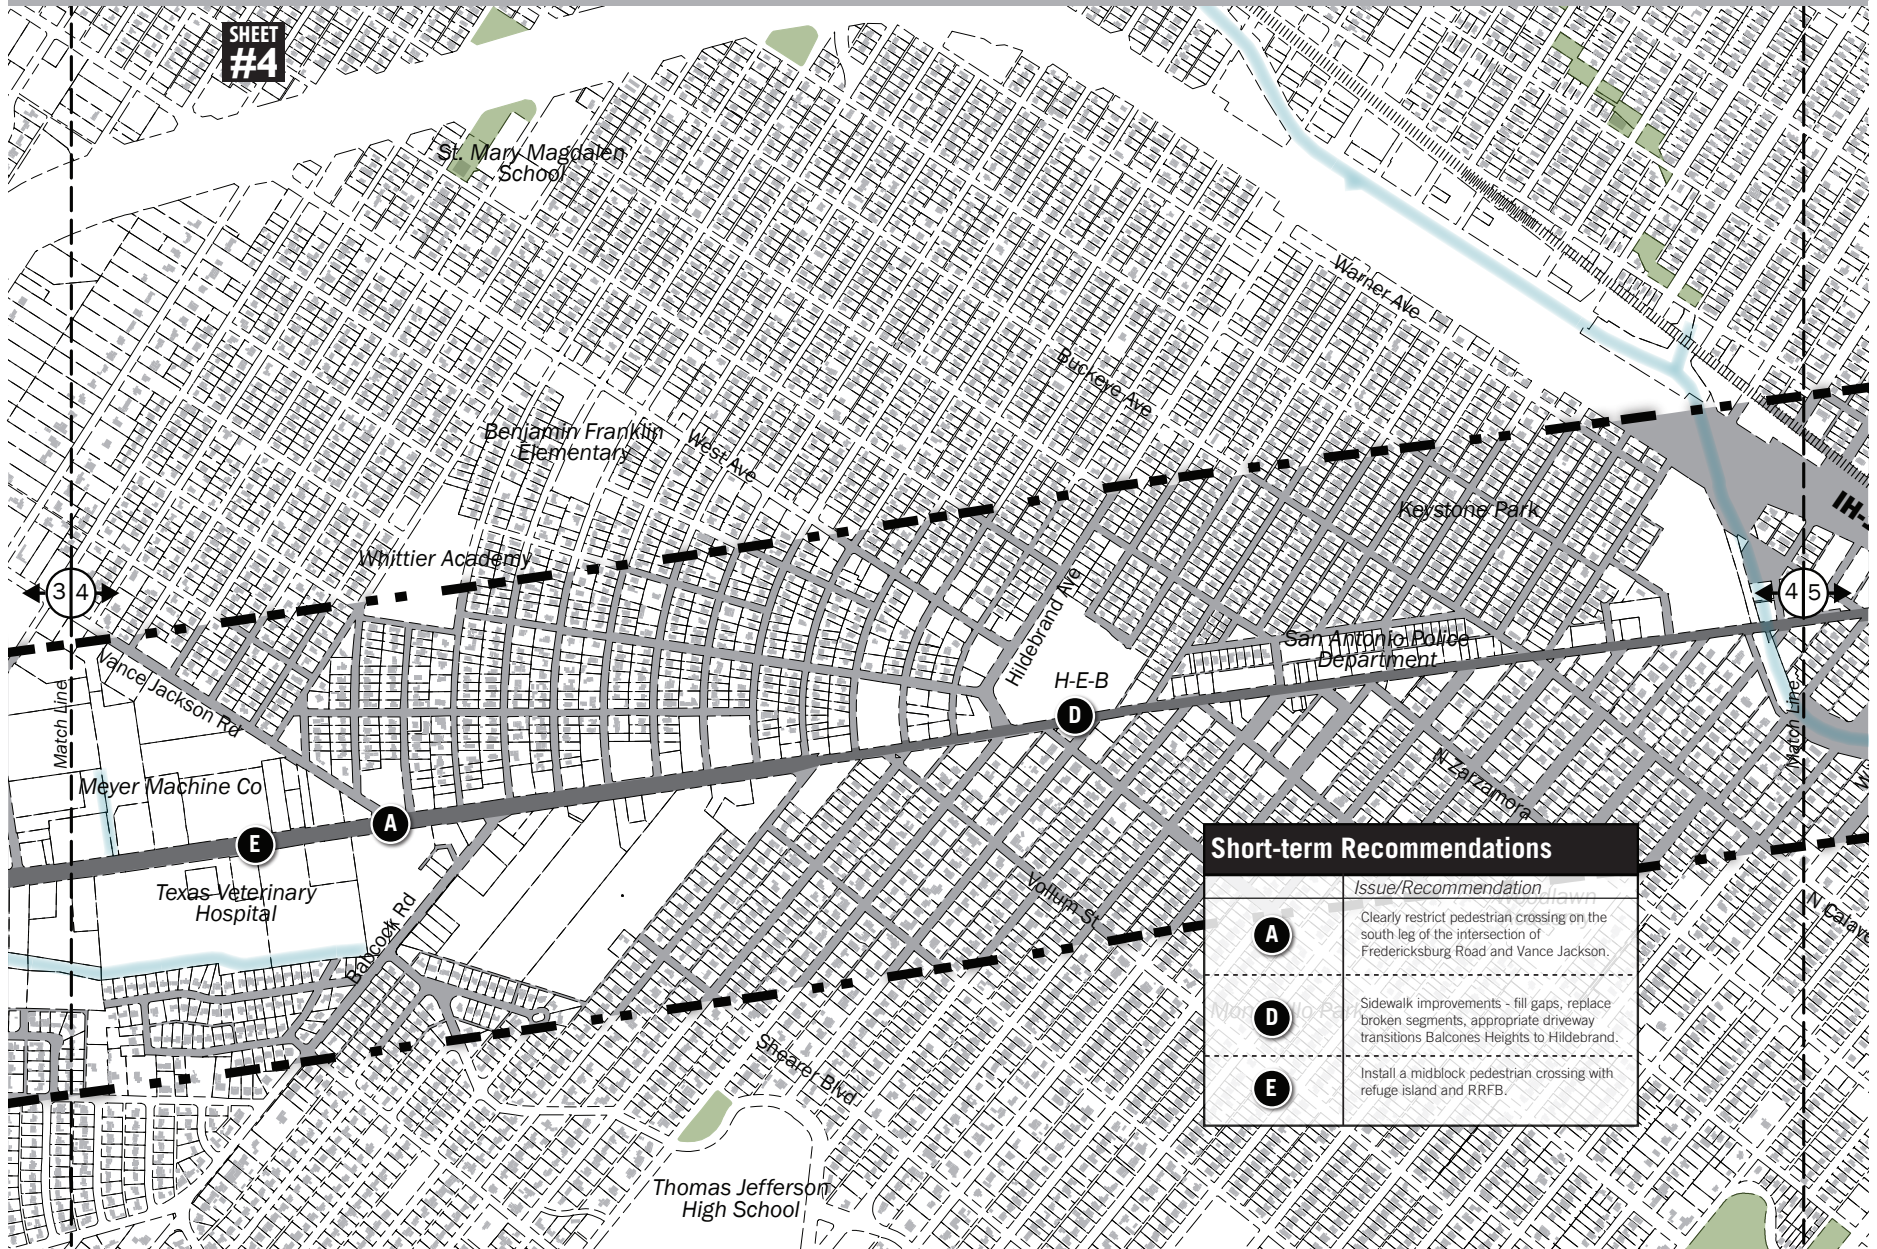 SHEET
#4
St. Mary Magdalen
School
Warner Ave
Buckeye Ave
Benjamin Franklin
Elementary
West Ave
Keystone Park
IH-
Whittier Academy
3 4
4 5
Hildebrand Ave
San Antonio Police
Department
Vance Jackson Rd
H-E-B
D
Match Line
Match Line
Meyer Machine Co
N Zarzamora
A
E
Texas Veterinary
Hospital
Babcock Rd
Vollum St
N Calave
Shearer Blvd
Thomas Jefferson
High School
Short-term Recommendations
Issue/Recommendation
A
Clearly restrict pedestrian crossing on the
south leg of the intersection of
Fredericksburg Road and Vance Jackson.
D
Sidewalk improvements - fill gaps, replace
broken segments, appropriate driveway
transitions Balcones Heights to Hildebrand.
E
Install a midblock pedestrian crossing with
refuge island and RRFB.